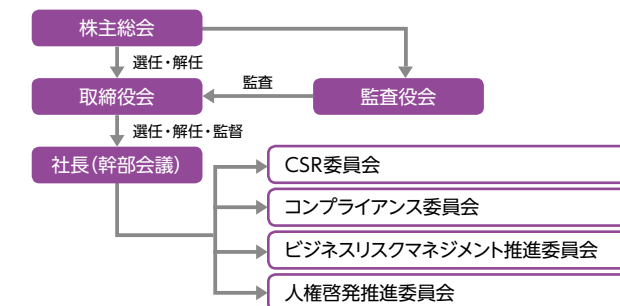 株主総会
選任・解任
取締役会
監査
監査役会
選任・解任・監督
社長（幹部会議）
CSR委員会
コンプライアンス委員会
ビジネスリスクマネジメント推進委員会
人権啓発推進委員会